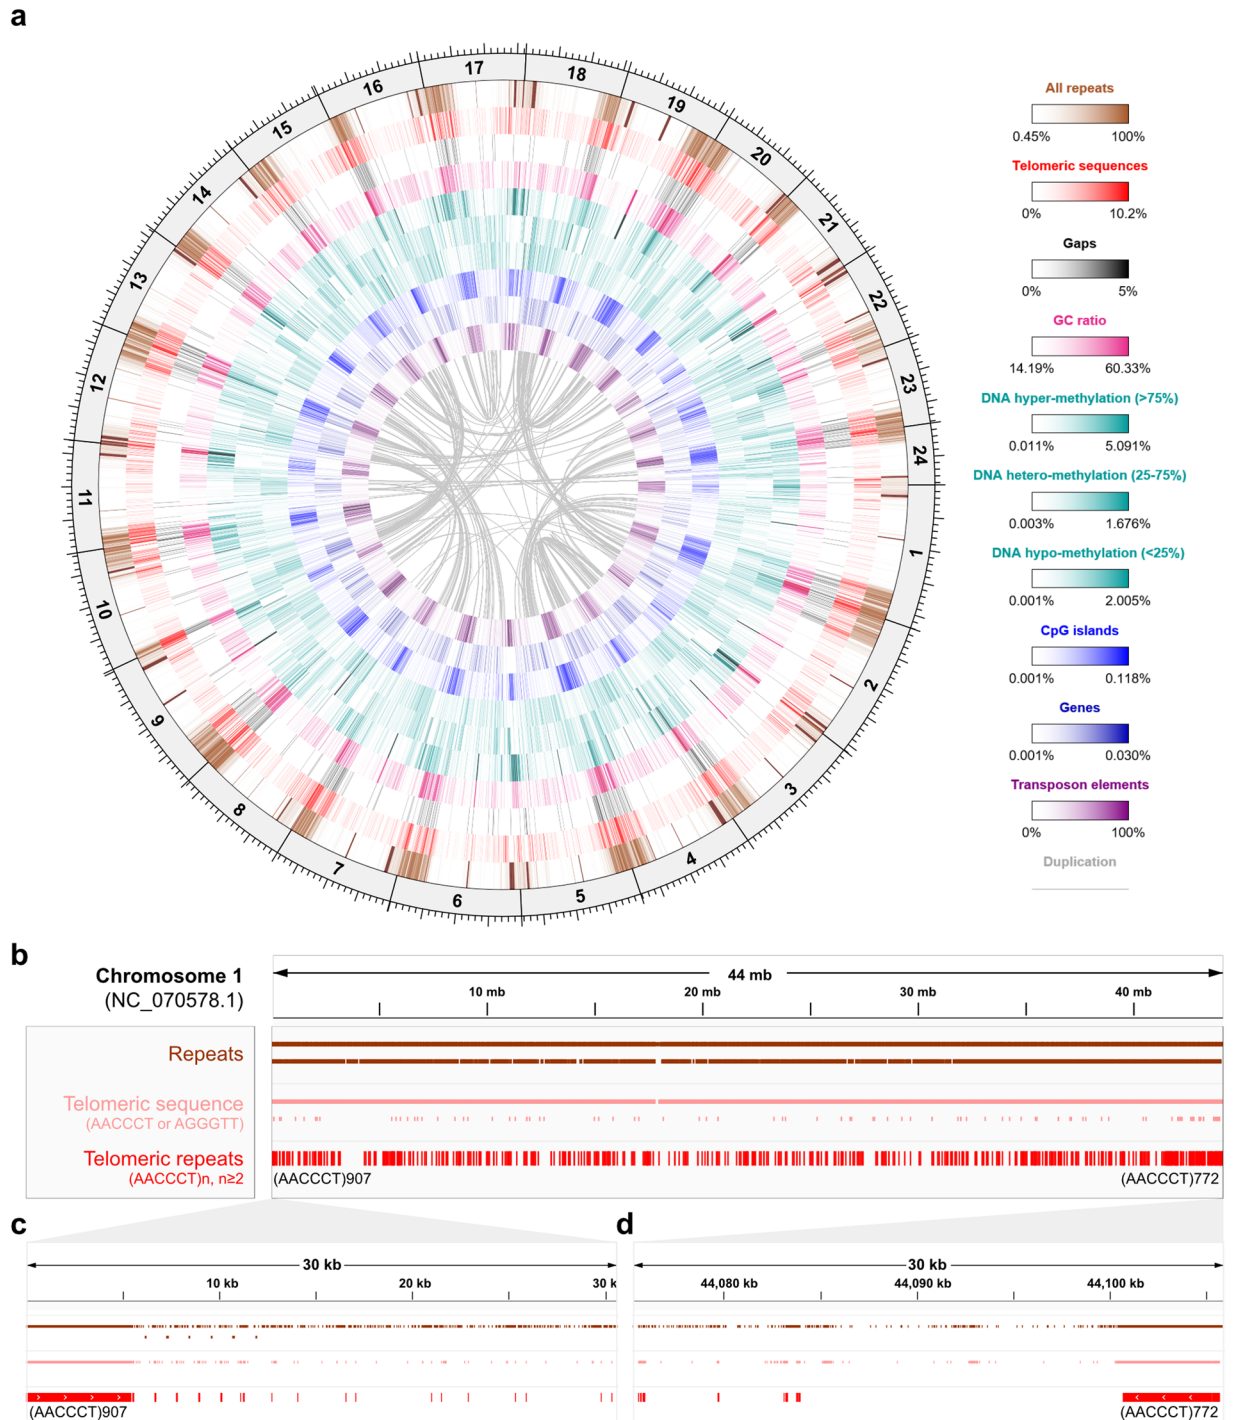 a
17
18
19
20
21
22
23
24
1
2
3
4
5
6
7
8
9
10
11
12
13
14
15
16
All repeats
0.45% 100%
Telomeric sequences
0% 10.2%
Gaps
0% 5%
GC ratio
14.19% 60.33%
DNA hyper-methylation (>75%)
0.011% 5.091%
DNA hetero-methylation (25-75%)
0.003% 1.676%
DNA hypo-methylation (<25%)
0.001% 2.005%
CpG islands
0.001% 0.118%
Genes
0.001% 0.030%
Transposon elements
0% 100%
Duplication
b
Chromosome 1
(NC_070578.1)
44 mb
10 mb 20 mb 30 mb 40 mb
Repeats
Telomeric sequence
(AACCCT or AGGGTT)
Telomeric repeats
(AACCCT)n, n≥2
(AACCCT)907 (AACCCT)772
c
30 kb
10 kb 20 kb 30 k
(AACCCT)907
d
30 kb
44,080 kb 44,090 kb 44,100 kb
(AACCCT)772